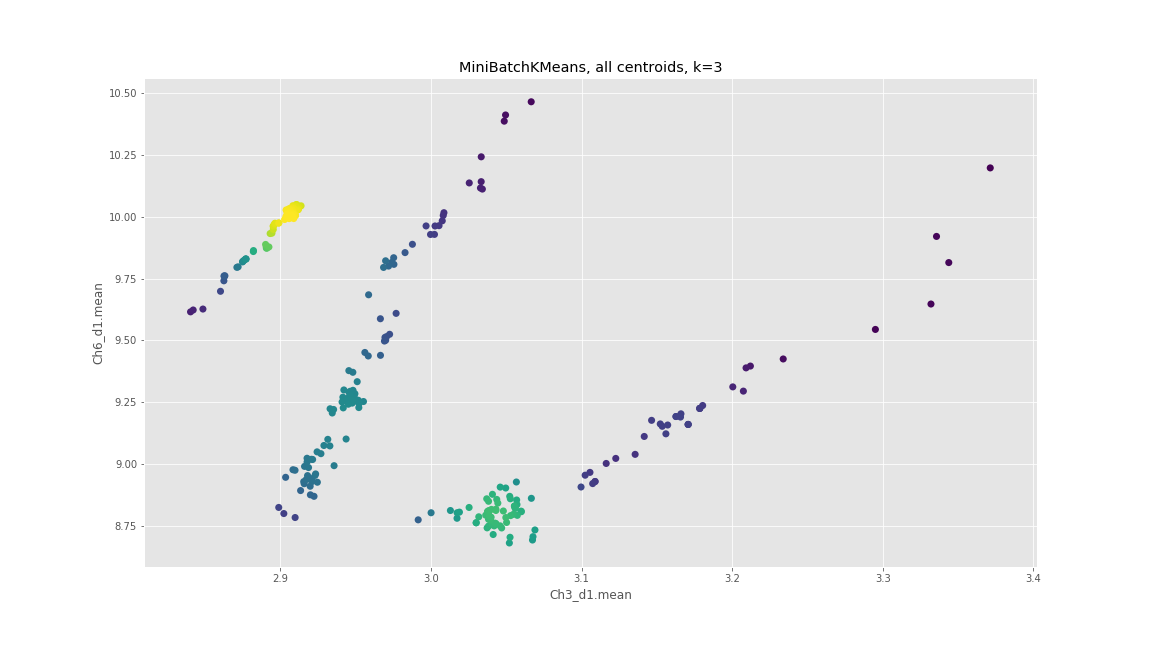 MiniBatchKMeans, all centroids, k=3
10.50
10.25
10.00
9.75
9.50
9.25
9.00
8.75
Ch6_d1.mean
2.9 3.0 3.1 3.2 3.3 3.4
Ch3_d1.mean